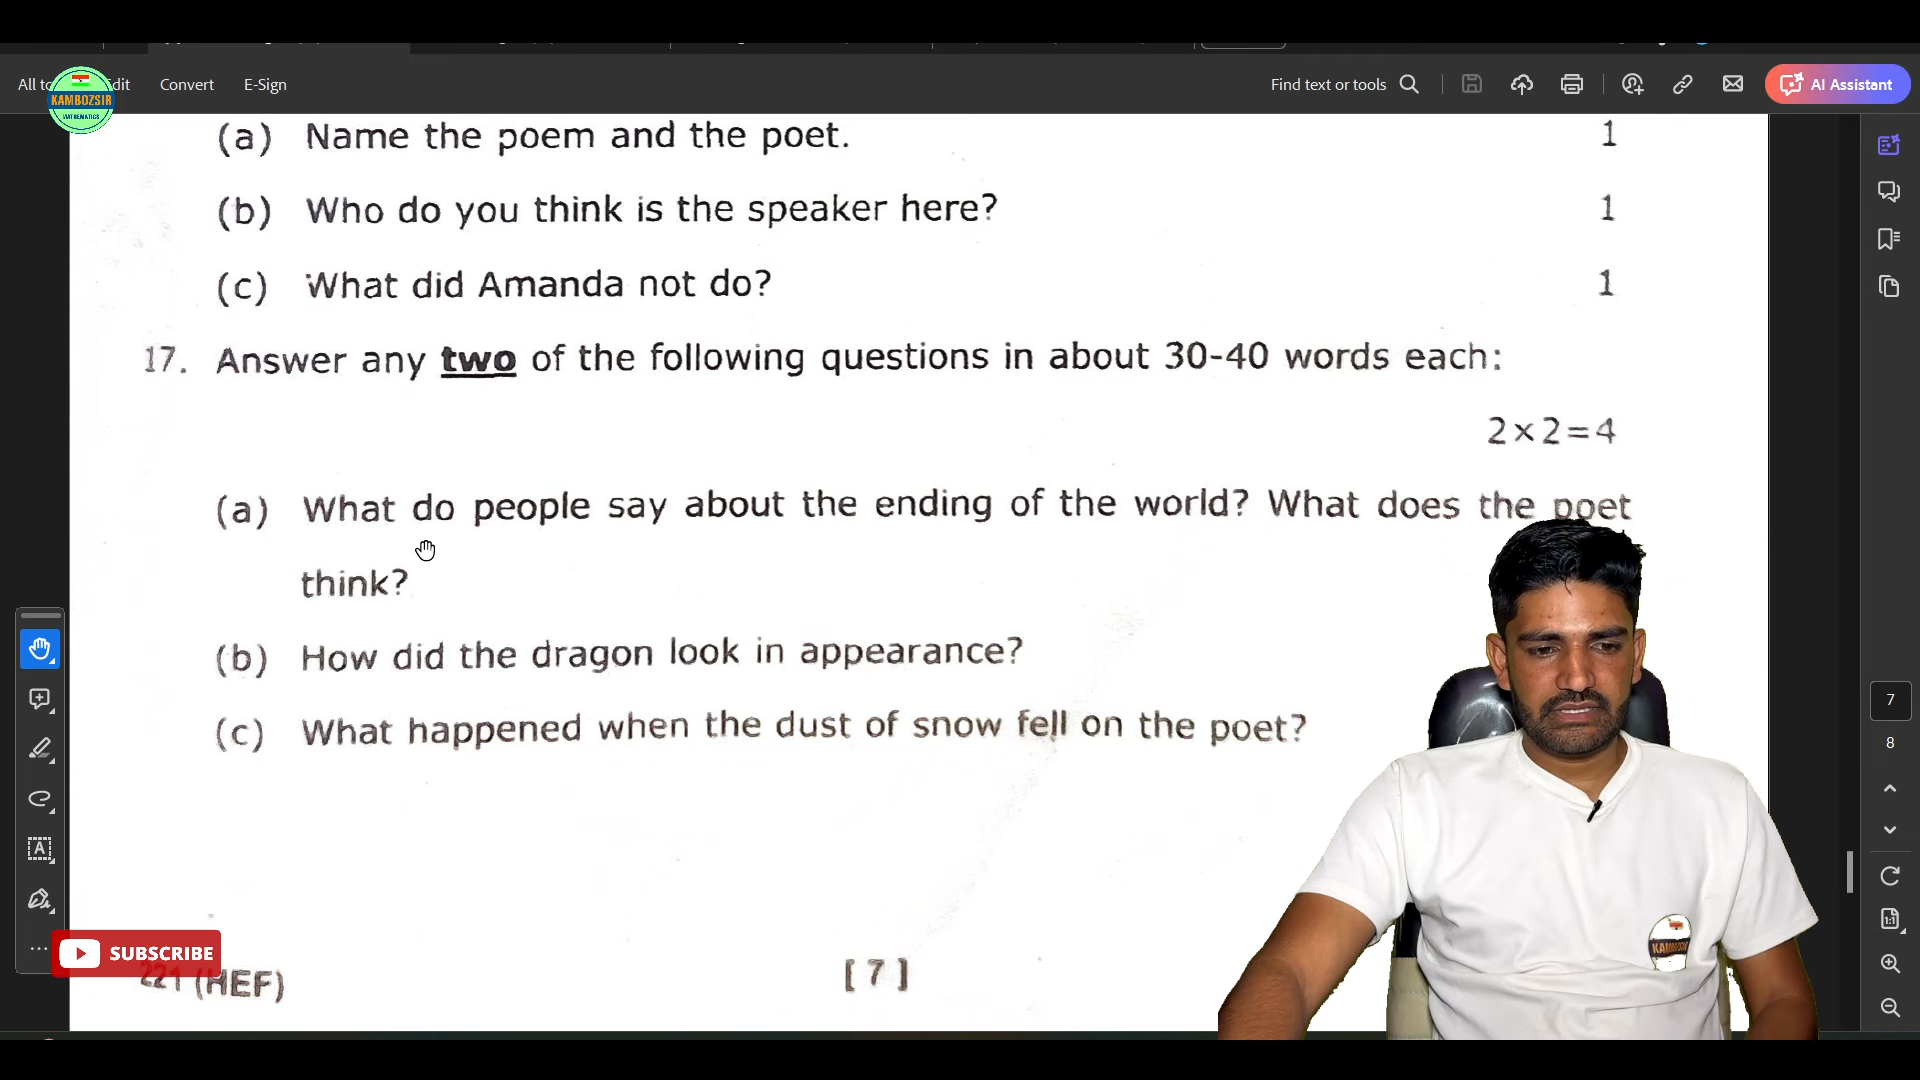 All to
dit
Convert
E-Sign
Find text or tools
AI Assistant
KAMBOZSIR
MATHEMATICS
(a) Name the poem and the poet. 1
(b) Who do you think is the speaker here? 1
(c) What did Amanda not do? 1
17. Answer any two of the following questions in about 30-40 words each:
2×2=4
(a) What do people say about the ending of the world? What does the poet
think?
(b) How did the dragon look in appearance?
(c) What happened when the dust of snow fell on the poet?
7
8
SUBSCRIBE
221 (HEF)
[ 7 ]
KAMBOZSIR